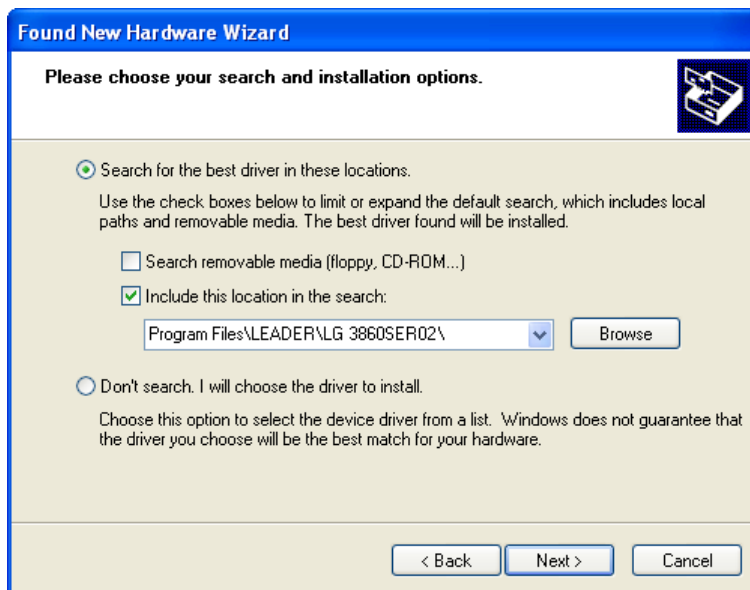 Found New Hardware Wizard
Please choose your search and installation options.
Search for the best driver in these locations.
Use the check boxes below to limit or expand the default search, which includes local
paths and removable media. The best driver found will be installed.
Search removable media (floppy, CD-ROM...)
Include this location in the search:
Program Files\LEADER\LG 3860SER02\
Browse
Don't search. I will choose the driver to install.
Choose this option to select the device driver from a list. Windows does not guarantee that
the driver you choose will be the best match for your hardware.
< Back
Next >
Cancel